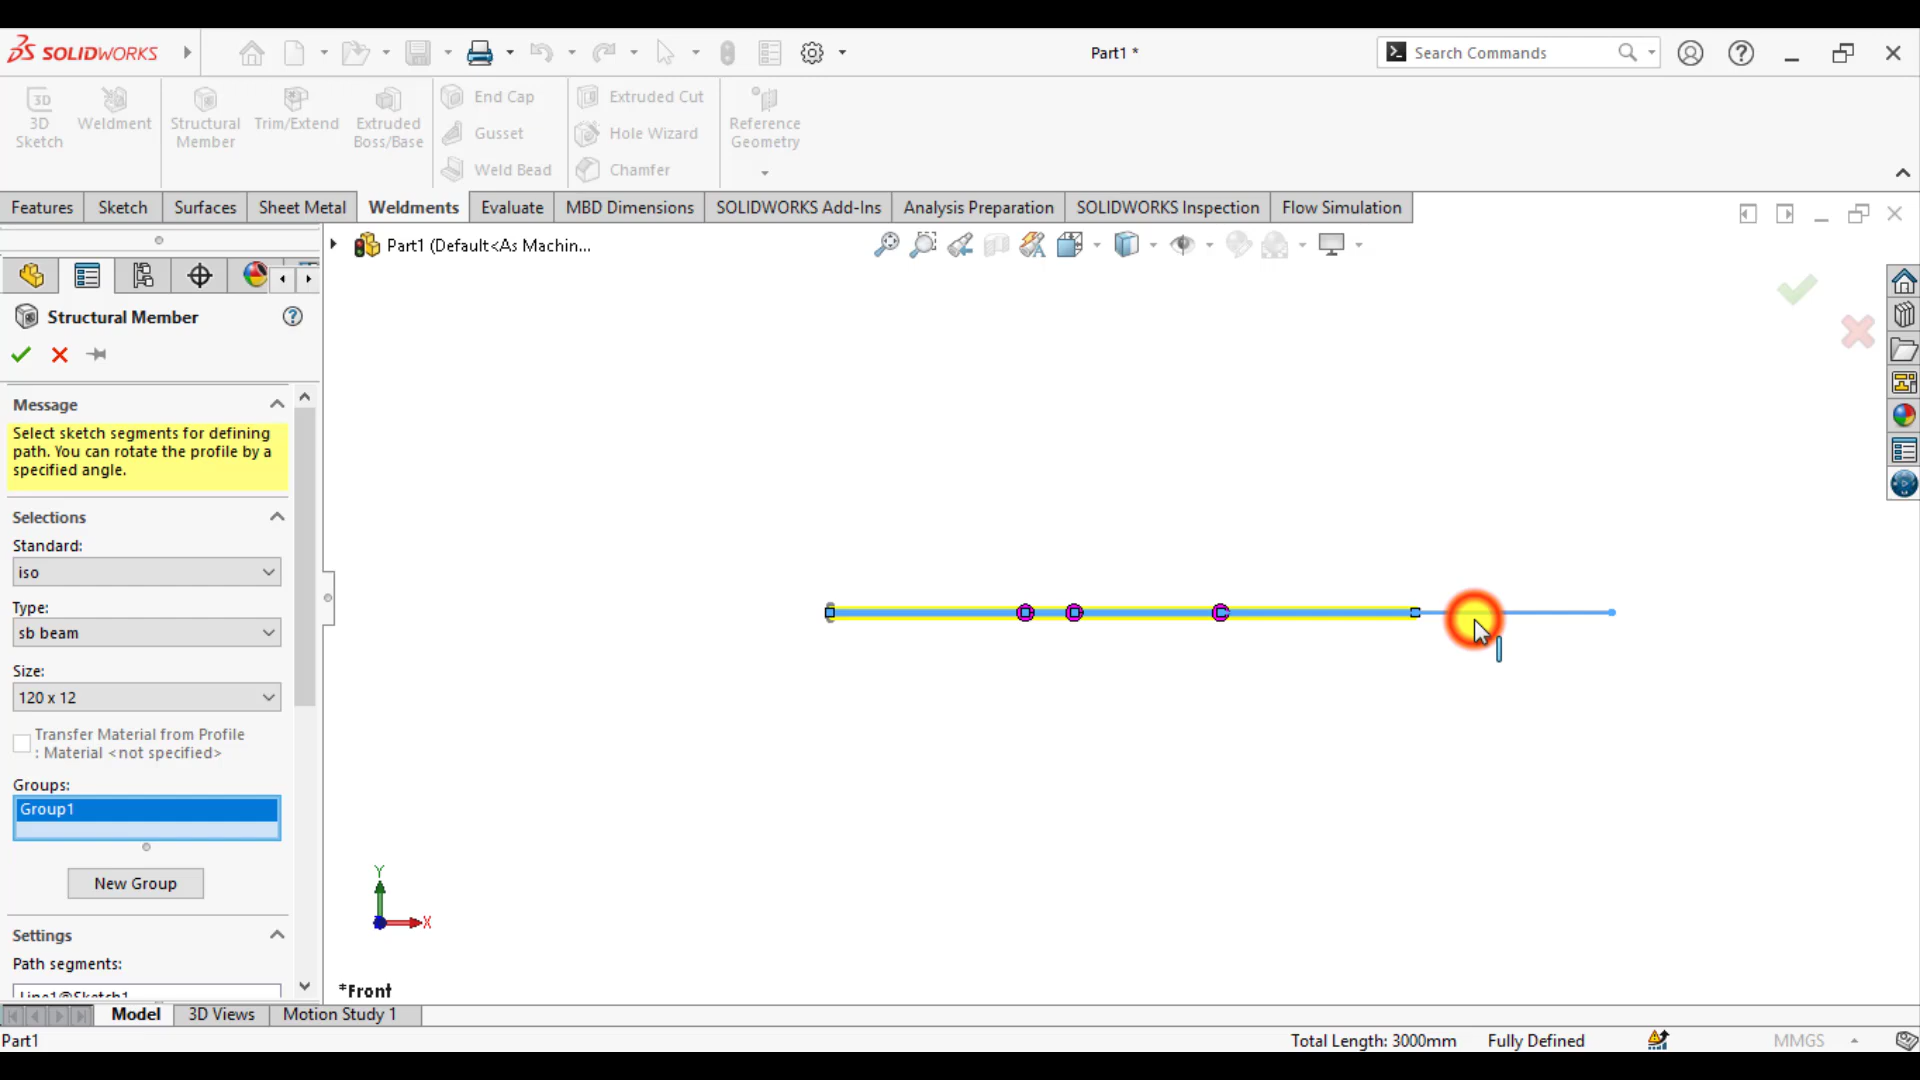 SOLIDWORKS
Part1 *
Search Commands
3D
Sketch
Weldment
Structural
Member
Trim/Extend
Extruded
Boss/Base
End Cap
Gusset
Weld Bead
Extruded Cut
Hole Wizard
Chamfer
Reference
Geometry
Features
Sketch
Surfaces
Sheet Metal
Weldments
Evaluate
MBD Dimensions
SOLIDWORKS Add-Ins
Analysis Preparation
SOLIDWORKS Inspection
Flow Simulation
Part1 (Default<As Machin...
Structural Member
Message
Select sketch segments for defining
path. You can rotate the profile by a
specified angle.
Selections
Standard:
iso
Type:
sb beam
Size:
120 x 12
Transfer Material from Profile
: Material <not specified>
Groups:
Group1
New Group
Settings
Path segments:
Line1@Sketch1
Y
X
*Front
Model
3D Views
Motion Study 1
Part1
Total Length: 3000mm
Fully Defined
MMGS